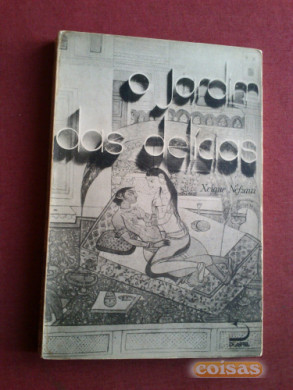 o jardim
das delícias
Xeique Nefzaui
coisas